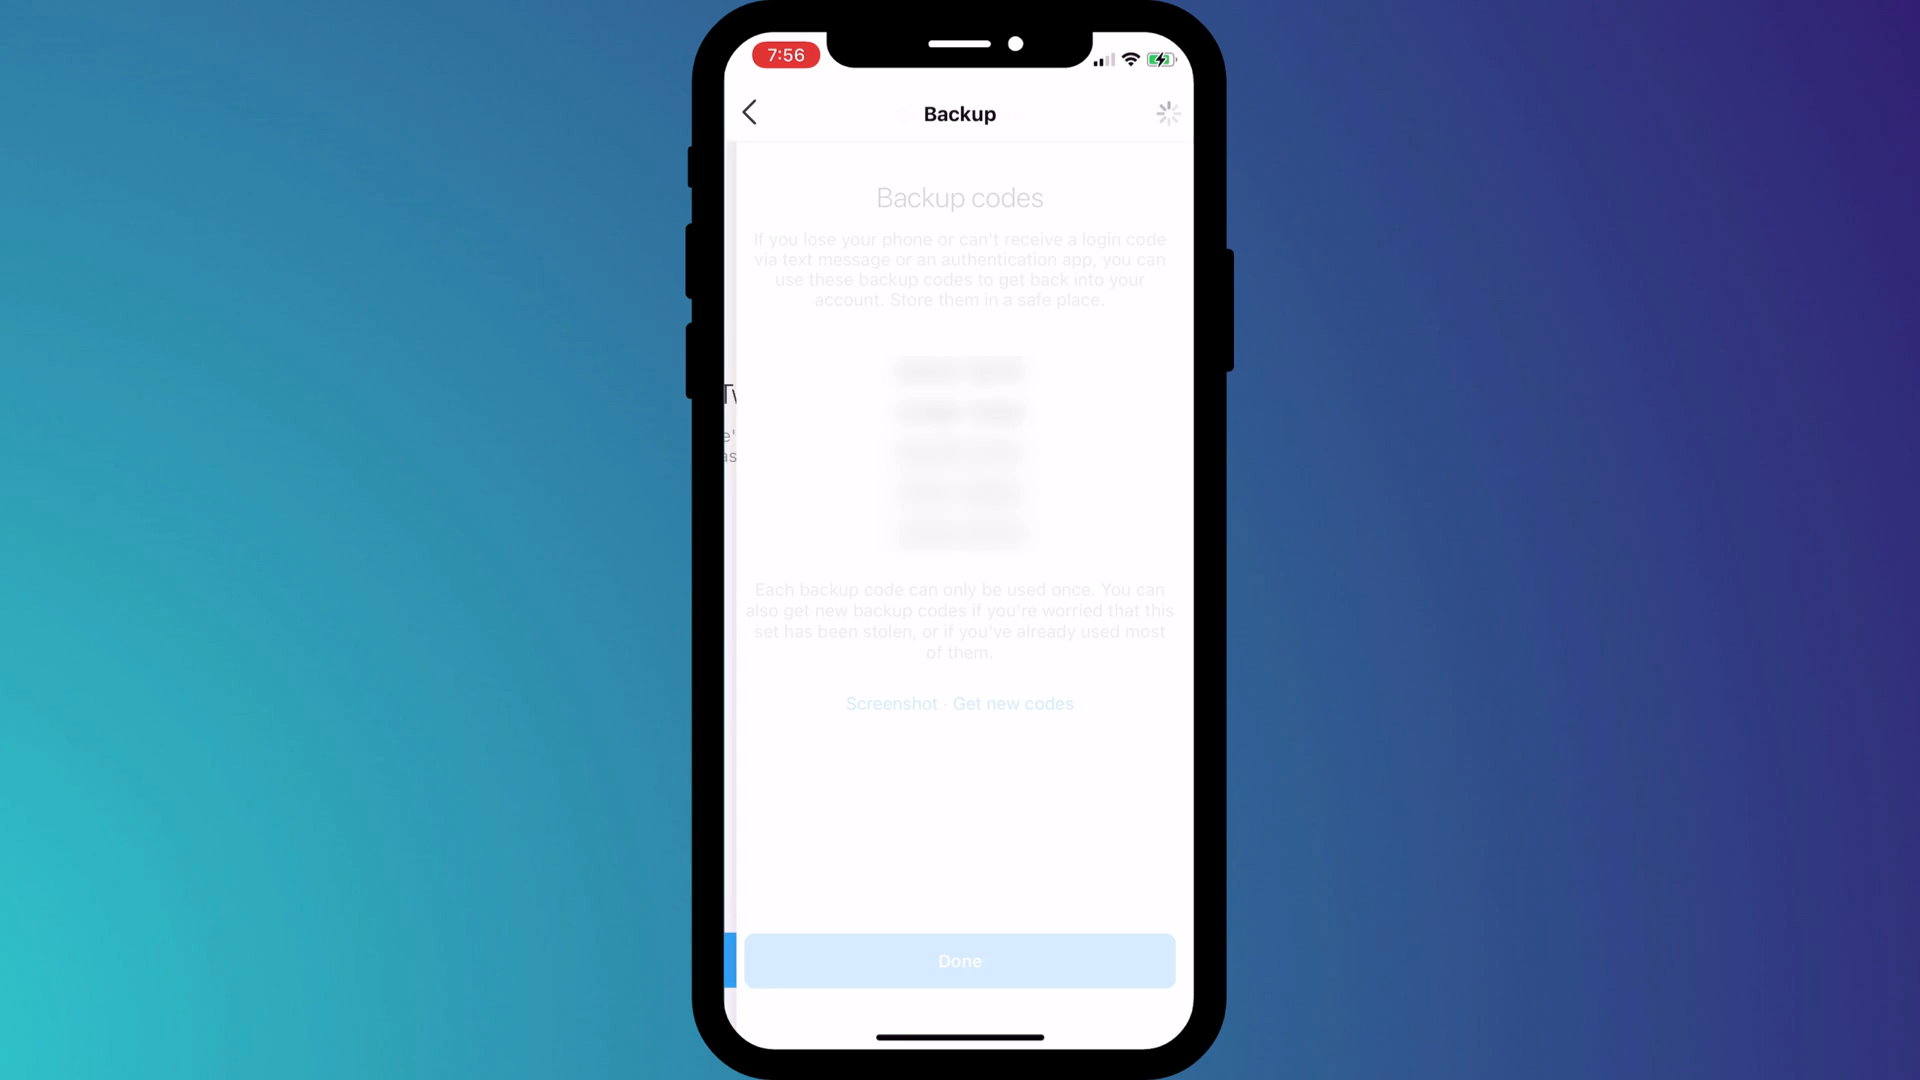 7:56
Backup
Backup codes
If you lose your phone or can't receive a login code
via text message or an authentication app, you can
use these backup codes to get back into your
account. Store them in a safe place.
Tw
e'
as
Each backup code can only be used once. You can
also get new backup codes if you're worried that this
set has been stolen, or if you've already used most
of them.
Screenshot · Get new codes
Done